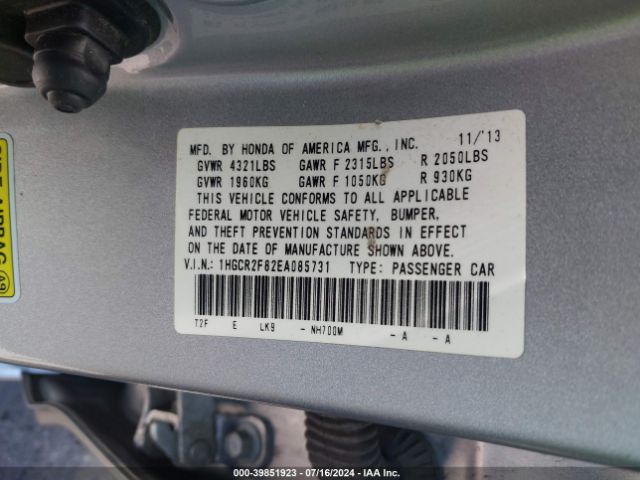 MFD. BY HONDA OF AMERICA MFG., INC. 11/'13
GVWR 4321LBS GAWR F 2315LBS R 2050LBS
GVWR 1960KG GAWR F 1050KG R 930KG
THIS VEHICLE CONFORMS TO ALL APPLICABLE
FEDERAL MOTOR VEHICLE SAFETY, BUMPER,
AND THEFT PREVENTION STANDARDS IN EFFECT
ON THE DATE OF MANUFACTURE SHOWN ABOVE.
V.I.N.: 1HGCR2F82EA085731 TYPE: PASSENGER CAR
T2F E LK9 - NH700M - A - A
SIDE AIRBAG A9
000-39851923 / 07/16/2024 / IAA Inc.